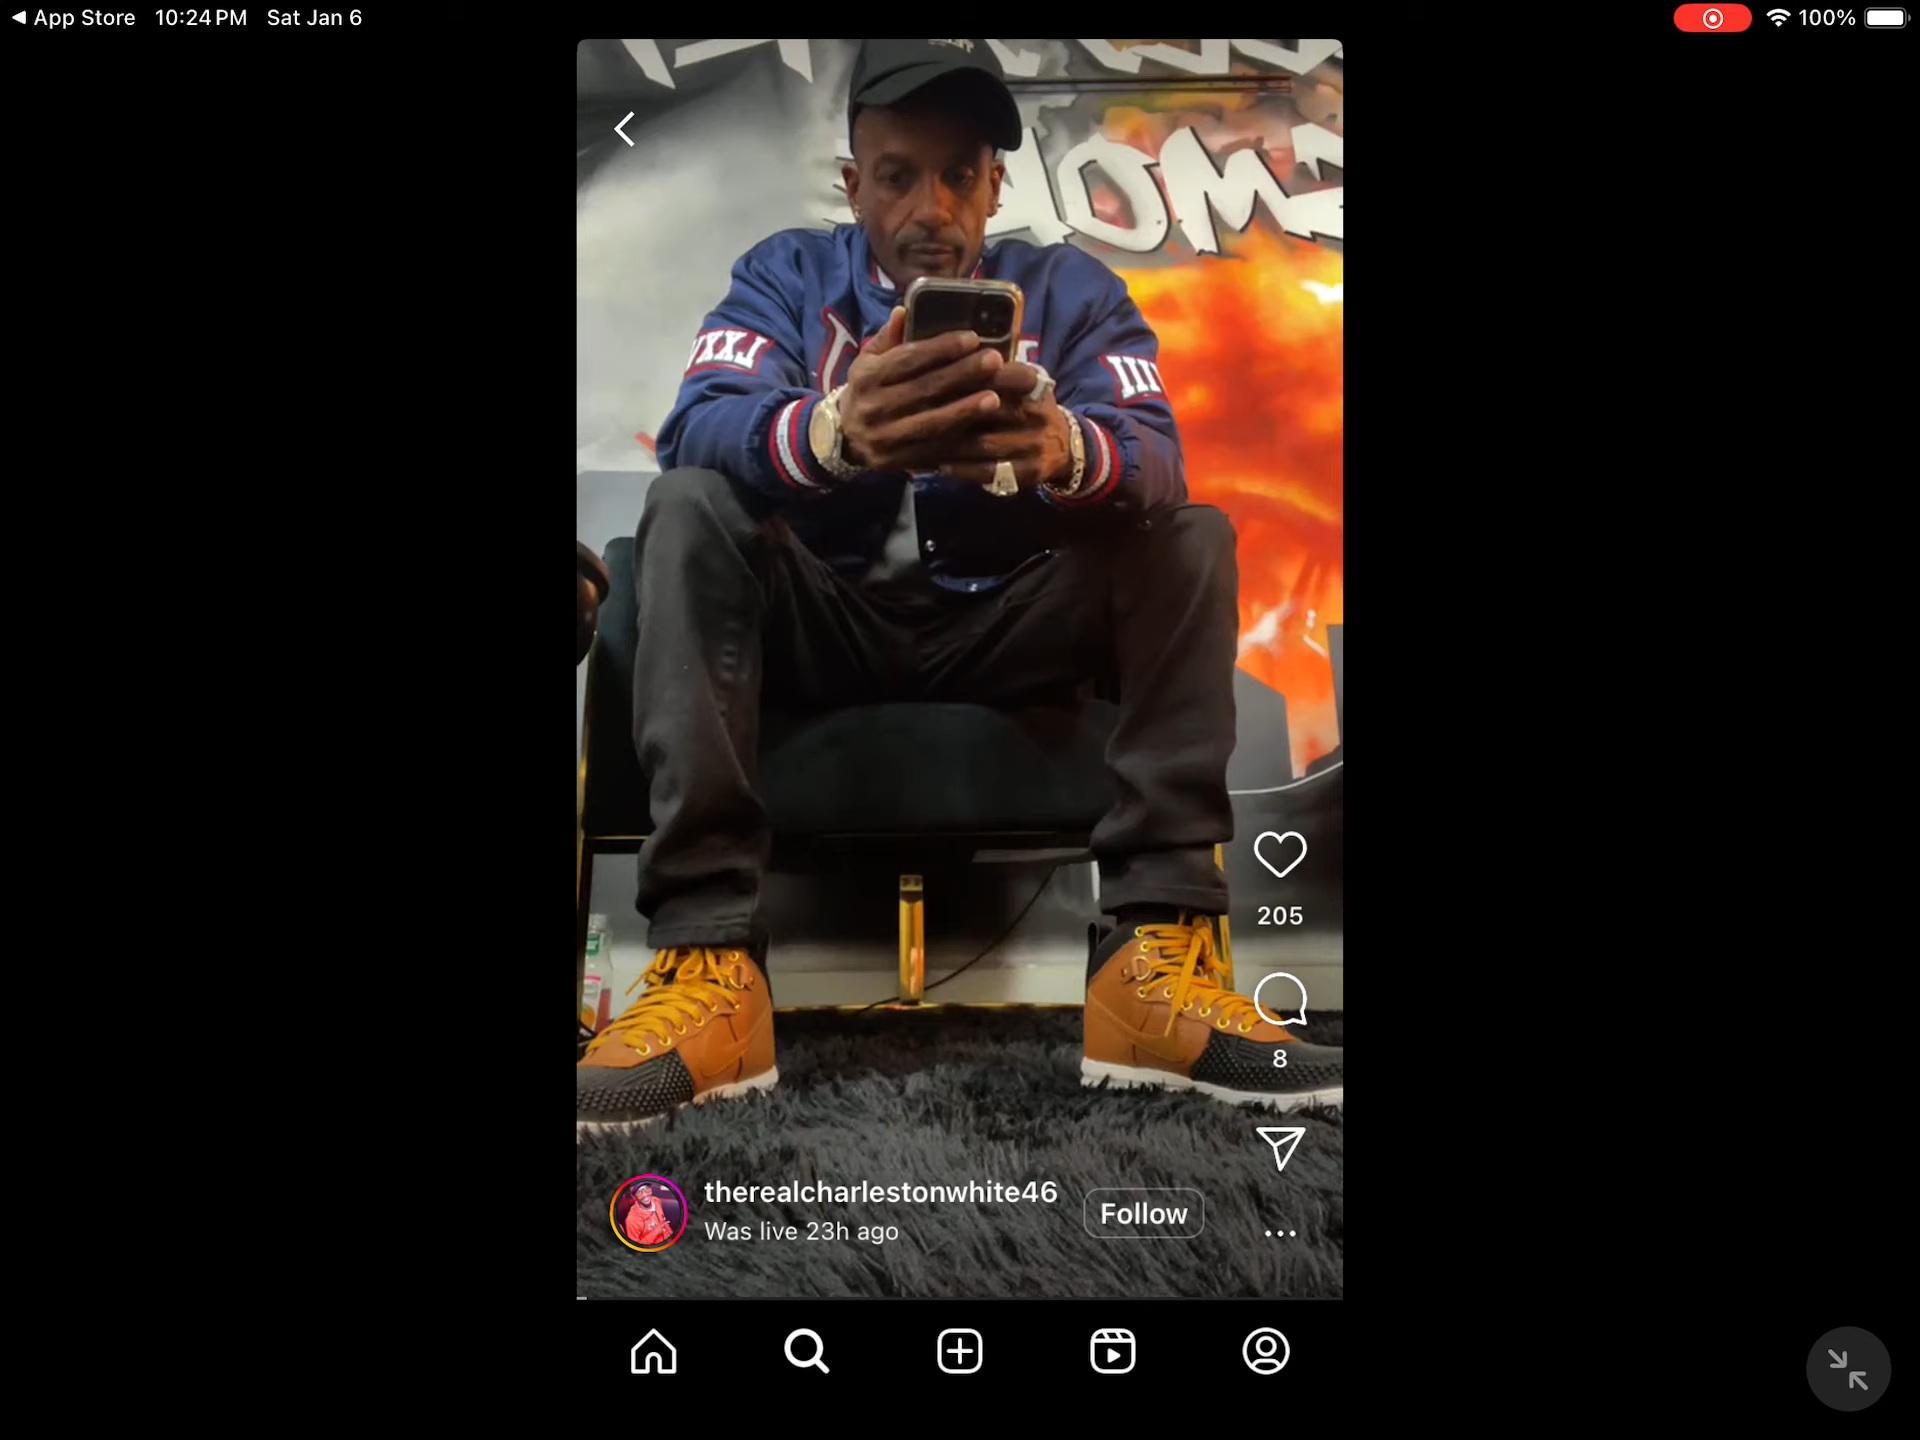 App Store 10:24 PM Sat Jan 6
100%
205
8
therealcharlestonwhite46
Was live 23h ago
Follow
...